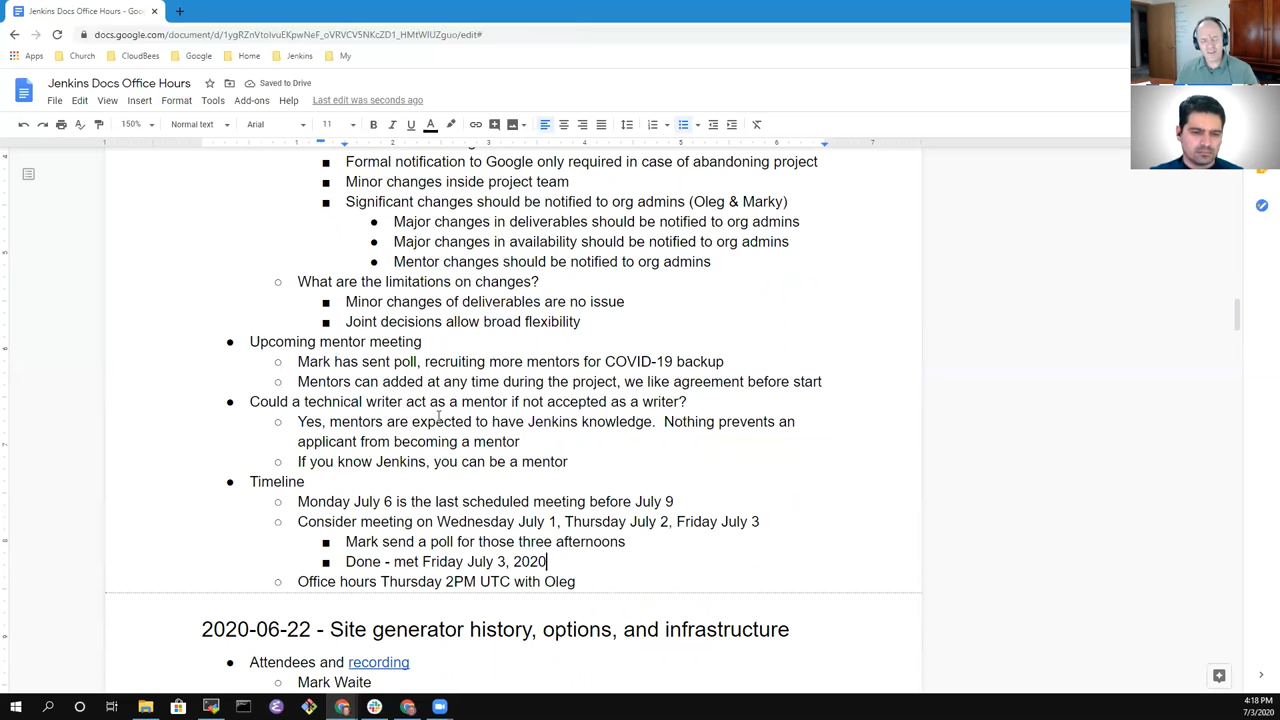 Jenkins Docs Office Hours - Goo
docs.google.com/document/d/1ygRZnVtoIvuEKpwNeF_oVRVCV5NKcZD1_HMtWlUZguo/edit#
Apps Church CloudBees Google Home Jenkins My
Jenkins Docs Office Hours Saved to Drive
File Edit View Insert Format Tools Add-ons Help Last edit was seconds ago
150% Normal text Arial 11
1 1 2 3 4 5 6 7
Formal notification to Google only required in case of abandoning project
Minor changes inside project team
Significant changes should be notified to org admins (Oleg & Marky)
Major changes in deliverables should be notified to org admins
Major changes in availability should be notified to org admins
Mentor changes should be notified to org admins
What are the limitations on changes?
Minor changes of deliverables are no issue
Joint decisions allow broad flexibility
Upcoming mentor meeting
Mark has sent poll, recruiting more mentors for COVID-19 backup
Mentors can added at any time during the project, we like agreement before start
Could a technical writer act as a mentor if not accepted as a writer?
Yes, mentors are expected to have Jenkins knowledge. Nothing prevents an
applicant from becoming a mentor
If you know Jenkins, you can be a mentor
Timeline
Monday July 6 is the last scheduled meeting before July 9
Consider meeting on Wednesday July 1, Thursday July 2, Friday July 3
Mark send a poll for those three afternoons
Done - met Friday July 3, 2020
Office hours Thursday 2PM UTC with Oleg
2020-06-22 - Site generator history, options, and infrastructure
Attendees and recording
Mark Waite
4:18 PM
7/3/2020